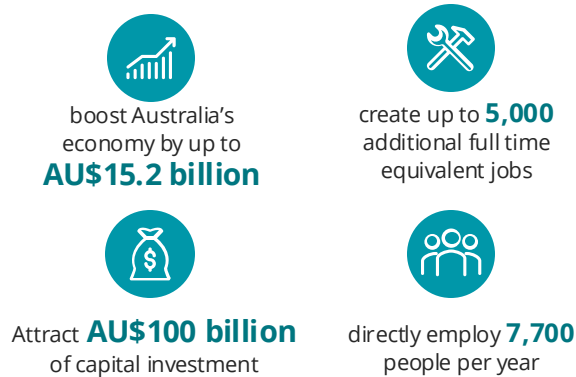 boost Australia's
economy by up to
AU$15.2 billion
create up to 5,000
additional full time
equivalent jobs
$
Attract AU$100 billion
of capital investment
directly employ 7,700
people per year